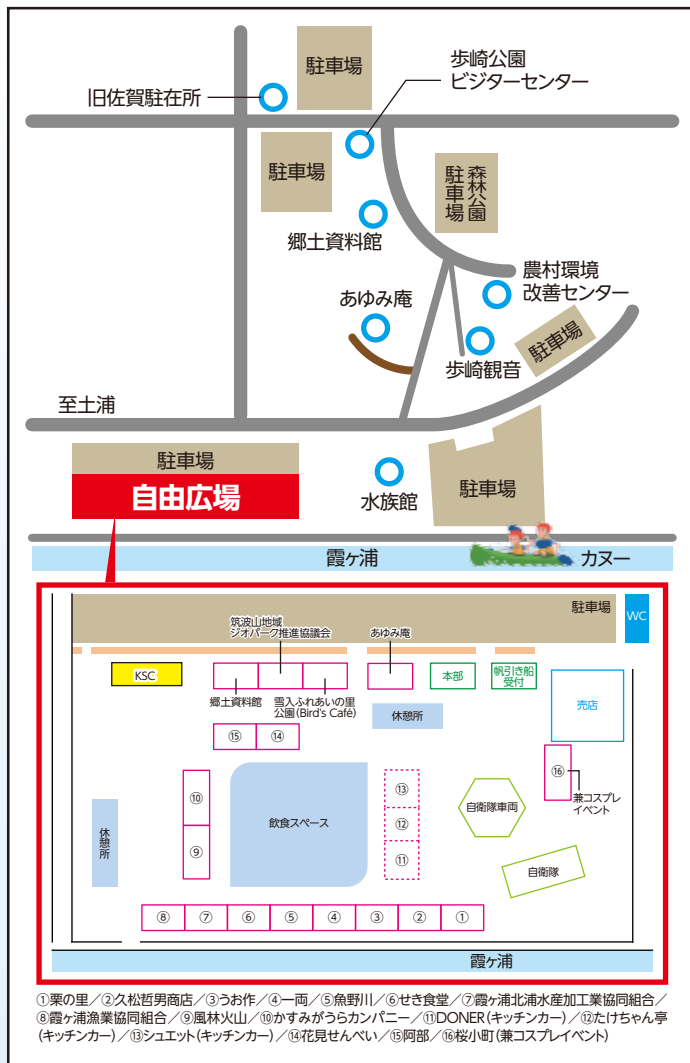 駐車場
歩崎公園
ビジターセンター
旧佐賀駐在所
駐車場
森林公園
駐車場
郷土資料館
農村環境
改善センター
あゆみ庵
駐車場
歩崎観音
至土浦
駐車場
自由広場
水族館
駐車場
霞ヶ浦
カヌー
駐車場
WC
筑波山地域
ジオパーク推進協議会
あゆみ庵
KSC
本部
帆引き船
受付
郷土資料館
雪入ふれあいの里
公園(Bird's Café)
休憩所
売店
⑮
⑭
⑯
兼コスプレ
イベント
⑩
⑬
自衛隊車両
飲食スペース
⑫
休憩所
⑨
⑪
自衛隊
⑧
⑦
⑥
⑤
④
③
②
①
霞ヶ浦
①栗の里/②久松哲男商店/③うお作/④一両/⑤魚野川/⑥せき食堂/⑦霞ヶ浦北浦水産加工業協同組合/
⑧霞ヶ浦漁業協同組合/⑨風林火山/⑩かすみがうらカンパニー/⑪DONER(キッチンカー)/⑫たけちゃん亭
(キッチンカー)/⑬シュエット(キッチンカー)/⑭花見せんべい/⑮阿部/⑯桜小町(兼コスプレイベント)